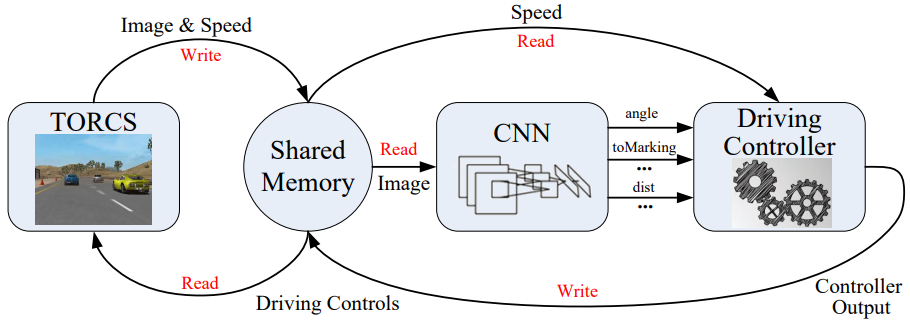 Image & Speed
Write
Speed
Read
TORCS
Shared
Memory
Read
Image
CNN
angle
toMarking
...
dist
...
Driving
Controller
Read
Driving Controls
Write
Controller
Output